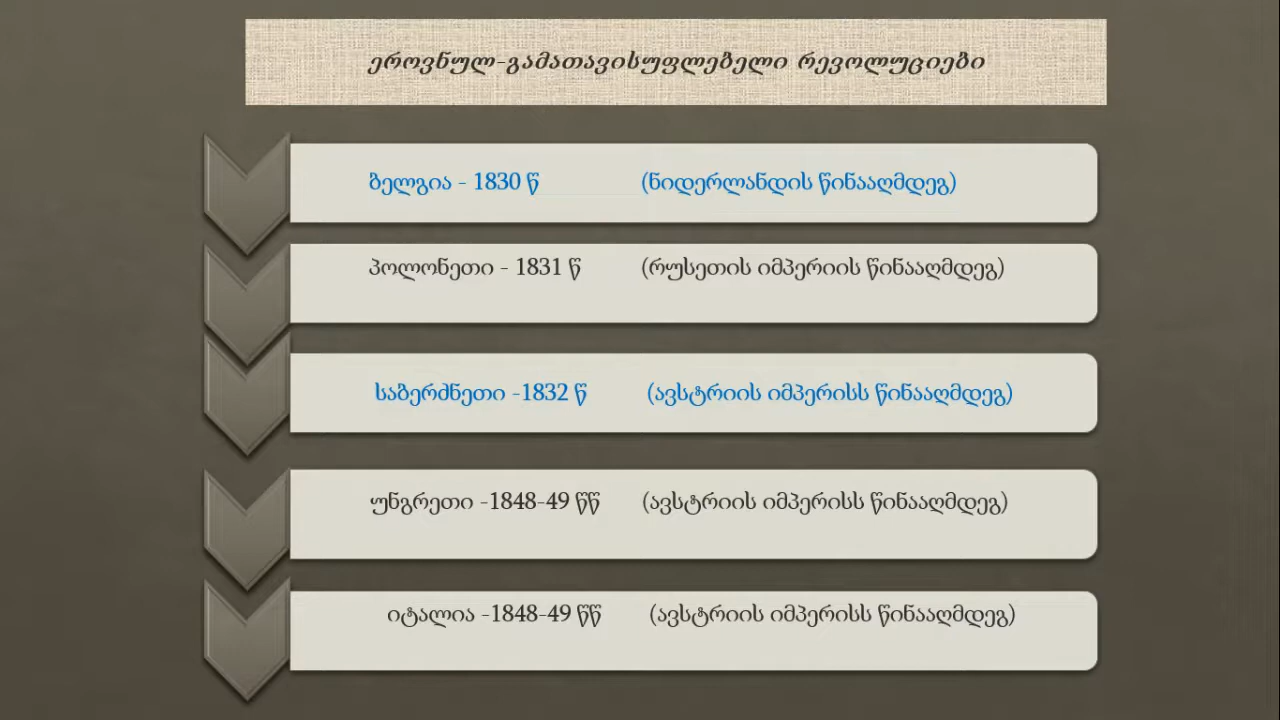 ეროვნულ-გამათავისუფლებელი რევოლუციები
ბელგია - 1830 წ (ნიდერლანდის წინააღმდეგ)
პოლონეთი - 1831 წ (რუსეთის იმპერიის წინააღმდეგ)
საბერძნეთი -1832 წ (ავსტრიის იმპერისს წინააღმდეგ)
უნგრეთი -1848-49 წწ (ავსტრიის იმპერისს წინააღმდეგ)
იტალია -1848-49 წწ (ავსტრიის იმპერისს წინააღმდეგ)